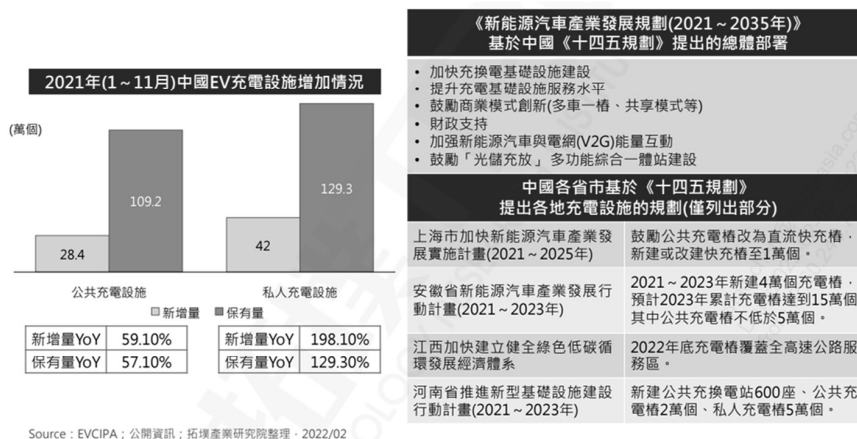 2021年(1～11月)中國EV充電設施增加情況
(萬個)
28.4
109.2
42
129.3
公共充電設施
私人充電設施
新增量
保有量
新增量YoY 59.10%
保有量YoY 57.10%
新增量YoY 198.10%
保有量YoY 129.30%
Source：EVCIPA；公開資訊；拓墣產業研究院整理，2022/02
《新能源汽車產業發展規劃(2021～2035年)》
基於中國《十四五規劃》提出的總體部署
• 加快充換電基礎設施建設
• 提升充電基礎設施服務水平
• 鼓勵商業模式創新(多車一樁、共享模式等)
• 財政支持
• 加强新能源汽車與電網(V2G)能量互動
• 鼓勵「光儲充放」多功能綜合一體站建設
中國各省市基於《十四五規劃》
提出各地充電設施的規劃(僅列出部分)
上海市加快新能源汽車產業發
展實施計畫(2021～2025年)
鼓勵公共充電樁改為直流快充樁，
新建或改建快充樁至1萬個。
安徽省新能源汽車產業發展行
動計畫(2021～2023年)
2021～2023年新建4萬個充電樁，
預計2023年累計充電樁達到15萬個
其中公共充電樁不低於5萬個。
江西加快建立健全綠色低碳循
環發展經濟體系
2022年底充電樁覆蓋全高速公路服
務區。
河南省推進新型基礎設施建設
行動計畫(2021～2023年)
新建公共充換電站600座、公共充
電樁2萬個、私人充電樁5萬個。